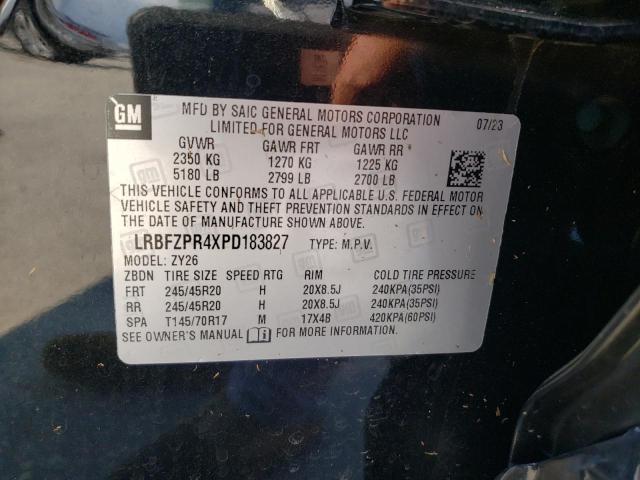 GM
MFD BY SAIC GENERAL MOTORS CORPORATION 07/23
LIMITED FOR GENERAL MOTORS LLC
GVWR GAWR FRT GAWR RR
2350 KG 1270 KG 1225 KG
5180 LB 2799 LB 2700 LB
THIS VEHICLE CONFORMS TO ALL APPLICABLE U.S. FEDERAL MOTOR
VEHICLE SAFETY AND THEFT PREVENTION STANDARDS IN EFFECT ON
THE DATE OF MANUFACTURE SHOWN ABOVE.
LRBFZPR4XPD183827 TYPE: M.P.V.
MODEL: ZY26
ZBDN TIRE SIZE SPEED RTG RIM COLD TIRE PRESSURE
FRT 245/45R20 H 20X8.5J 240KPA(35PSI)
RR 245/45R20 H 20X8.5J 240KPA(35PSI)
SPA T145/70R17 M 17X4B 420KPA(60PSI)
SEE OWNER'S MANUAL FOR MORE INFORMATION.